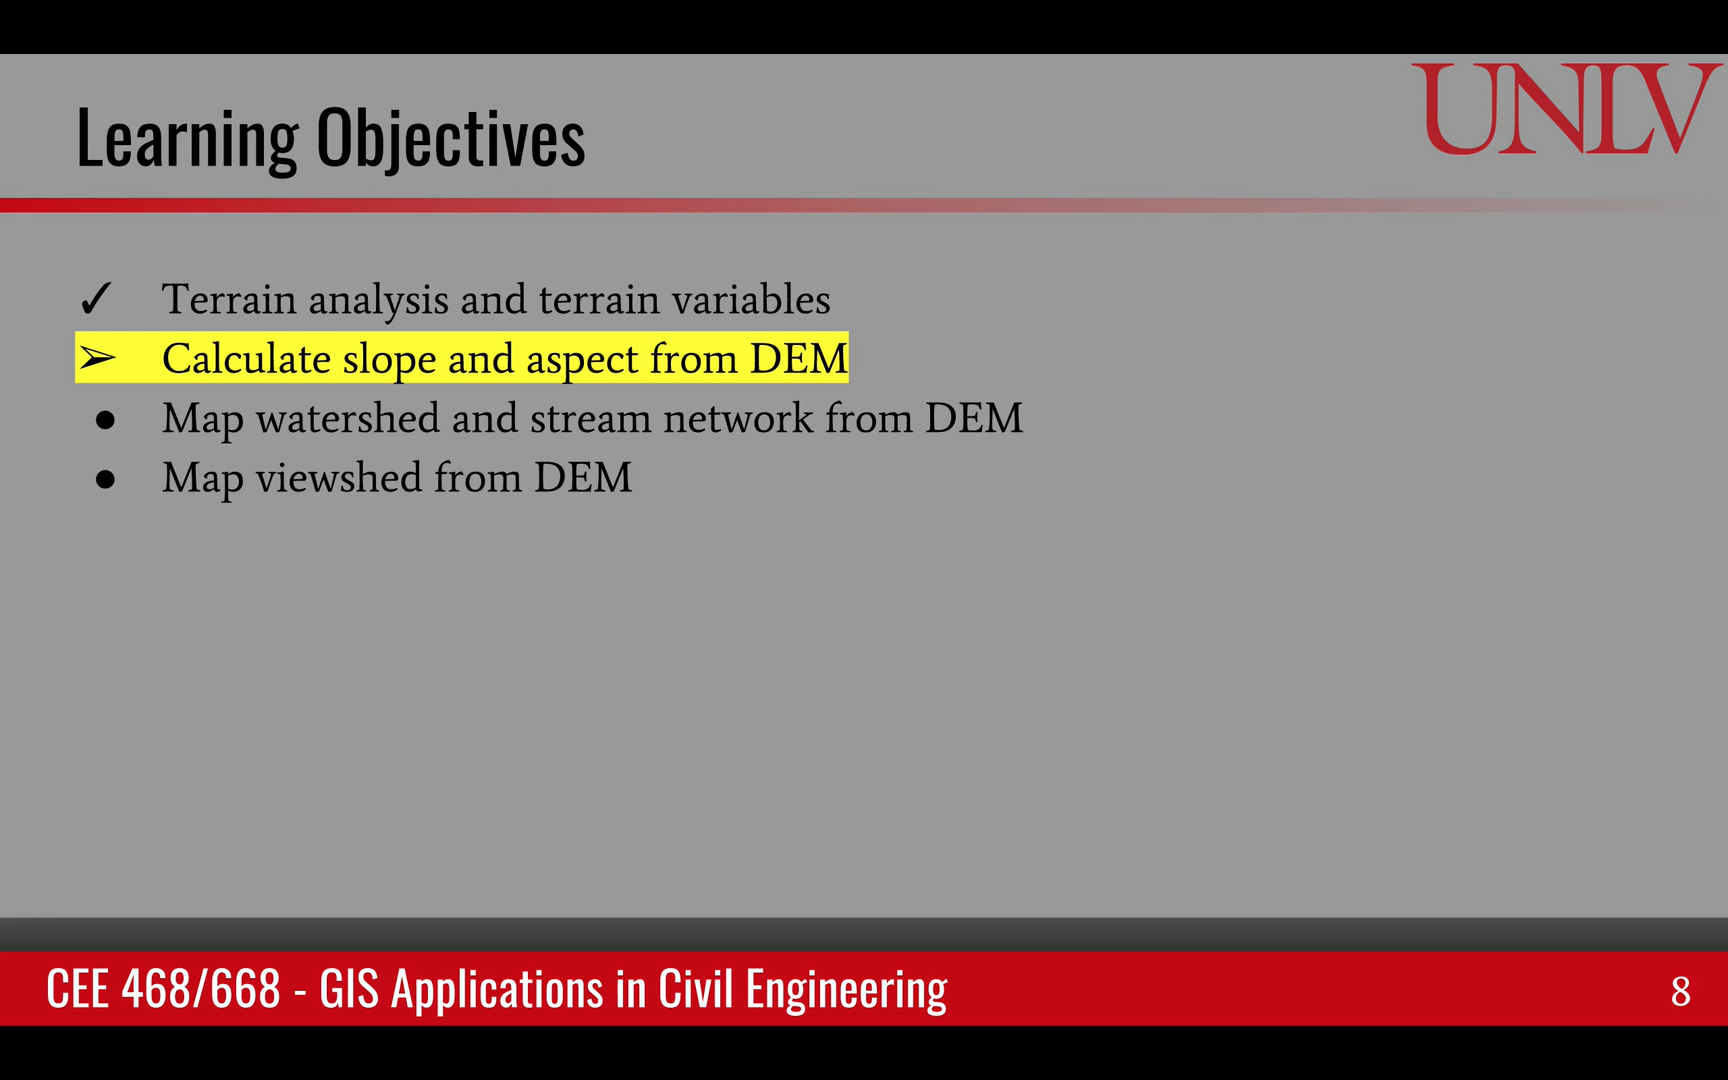 UNLV
Learning Objectives
✓ Terrain analysis and terrain variables
➢ Calculate slope and aspect from DEM
● Map watershed and stream network from DEM
● Map viewshed from DEM
CEE 468/668 - GIS Applications in Civil Engineering
8